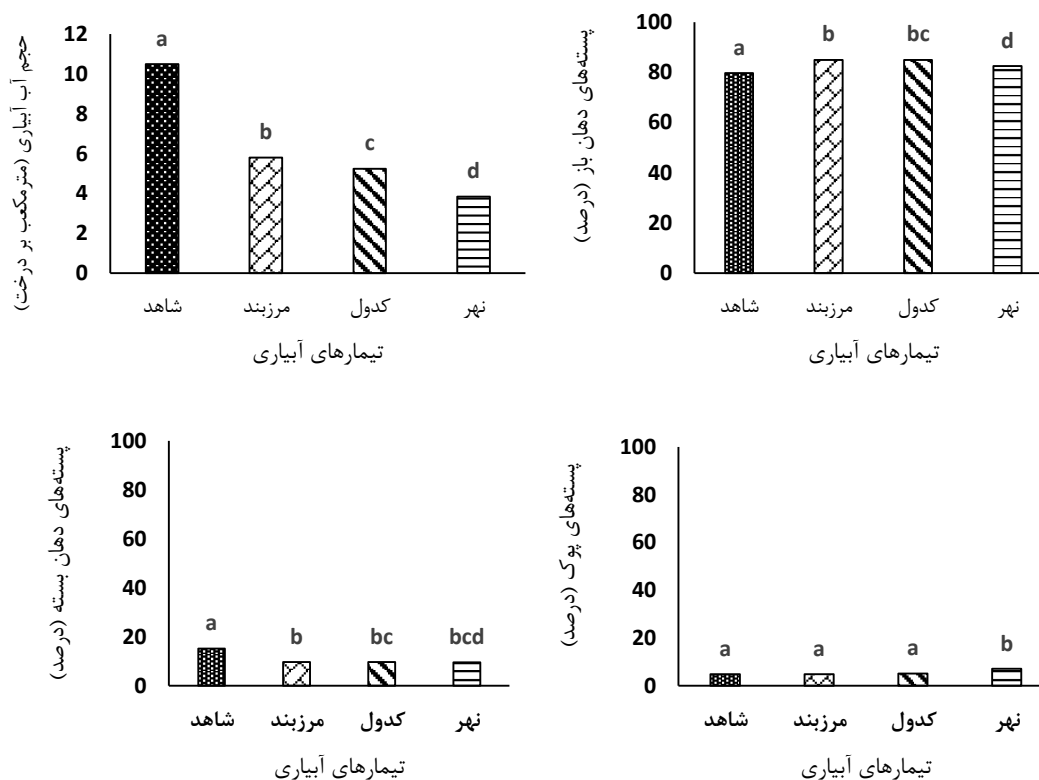 حجم آب آبیاری (مترمکعب بر درخت)
12
10
8
6
4
2
0
a
b
c
d
شاهد
مرزبند
کدول
نهر
تیمارهای آبیاری
پسته‌های دهان باز (درصد)
100
80
60
40
20
0
a
b
bc
d
شاهد
مرزبند
کدول
نهر
تیمارهای آبیاری
پسته‌های دهان بسته (درصد)
100
80
60
40
20
0
a
b
bc
bcd
شاهد
مرزبند
کدول
نهر
تیمارهای آبیاری
پسته‌های پوک (درصد)
100
80
60
40
20
0
a
a
a
b
شاهد
مرزبند
کدول
نهر
تیمارهای آبیاری